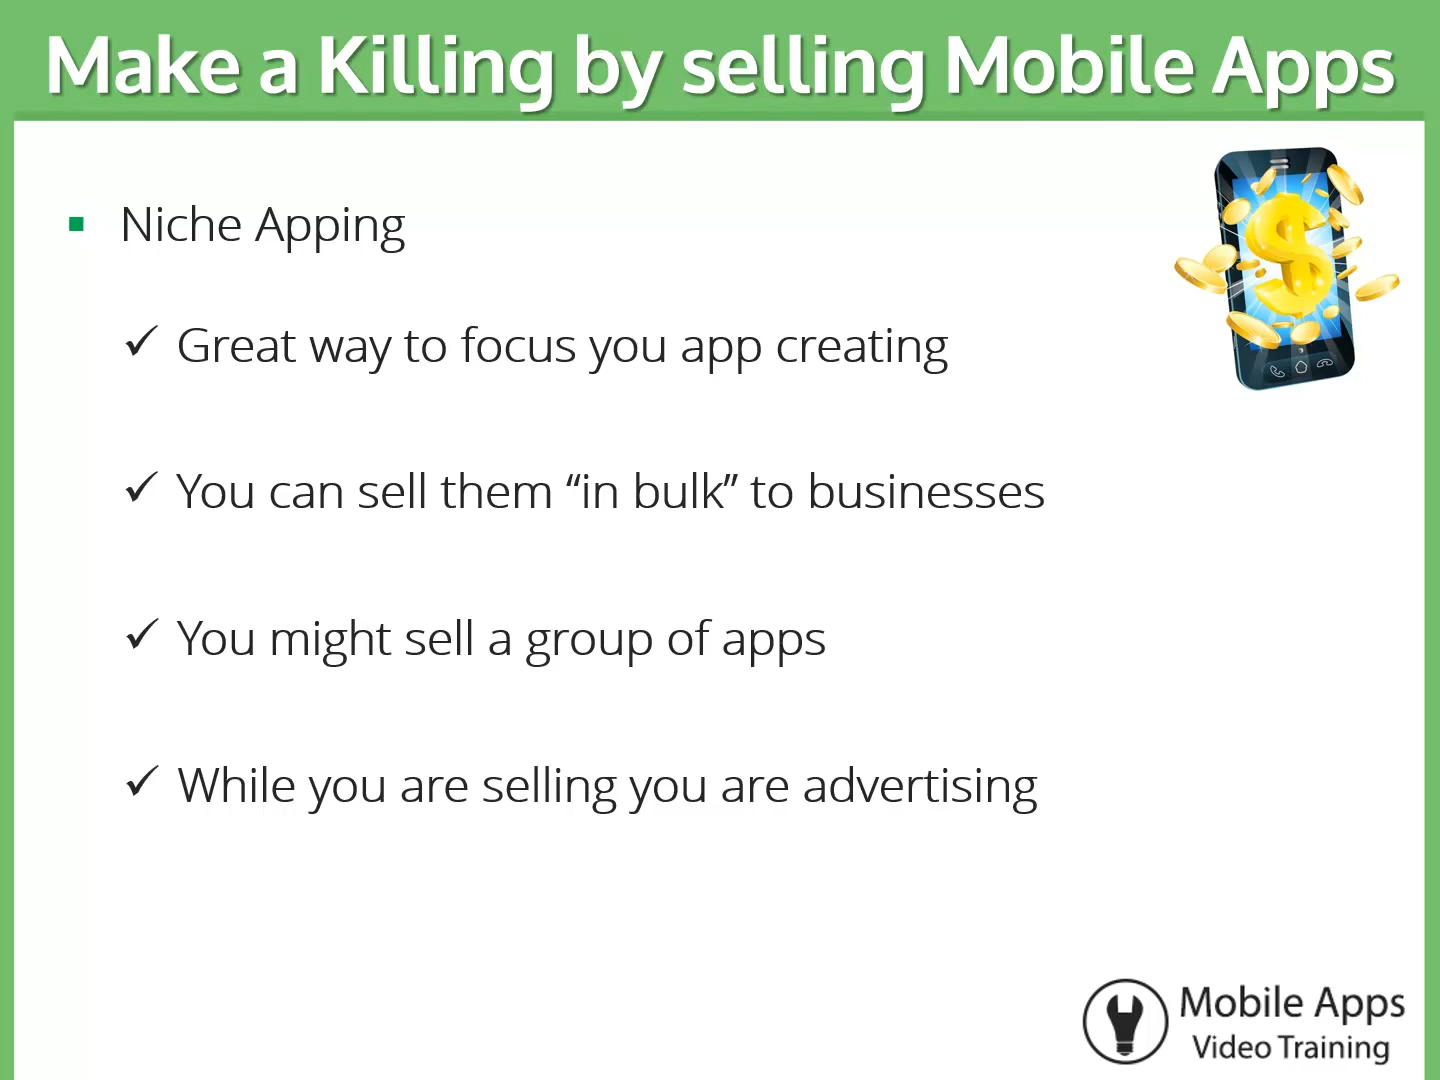 Make a Killing by selling Mobile Apps
Niche Apping
Great way to focus you app creating
You can sell them “in bulk” to businesses
You might sell a group of apps
While you are selling you are advertising
Mobile Apps
Video Training